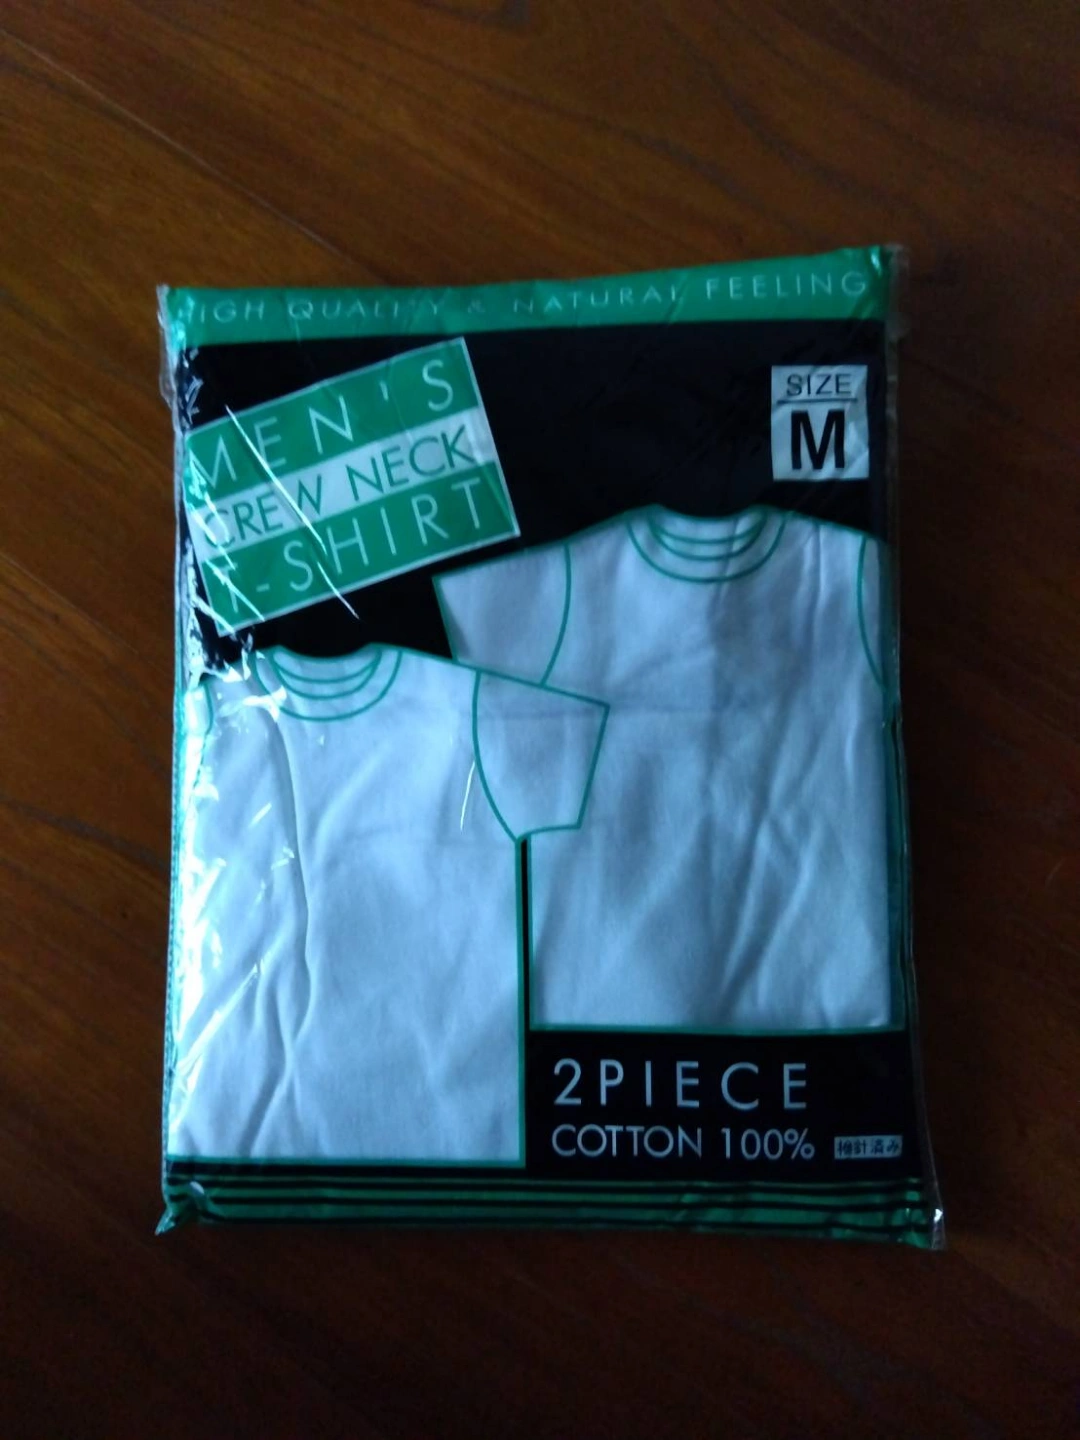 HIGH QUALITY & NATURAL FEELING
MEN'S
CREW NECK
T-SHIRT
SIZE
M
2PIECE
COTTON 100%
検針済み